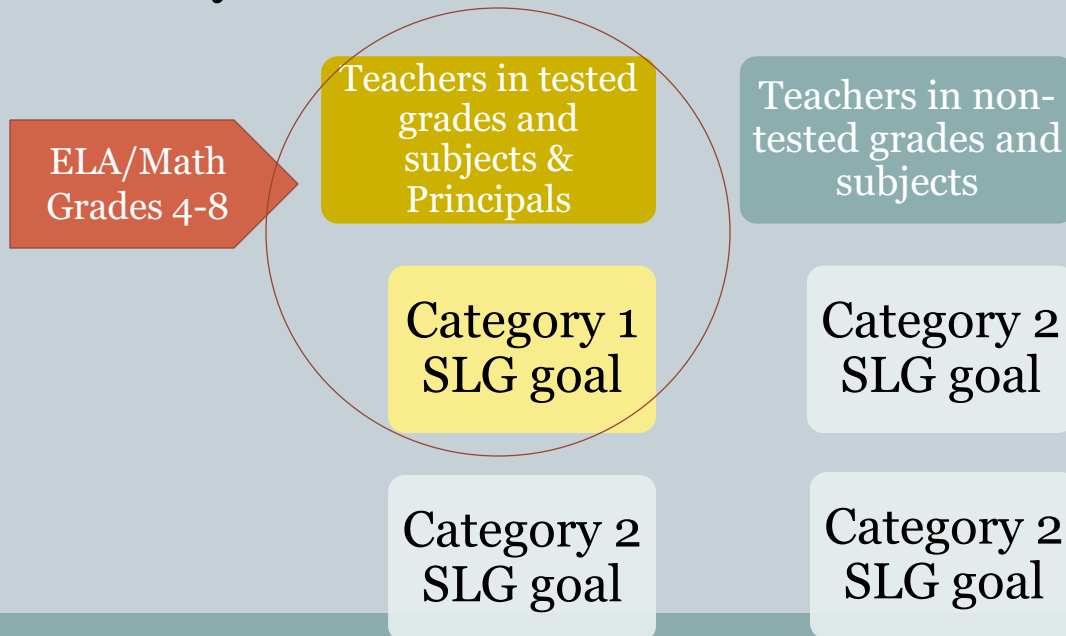 ELA/Math
Grades 4-8
Teachers in tested
grades and
subjects &
Principals
Category 1
SLG goal
Category 2
SLG goal
Teachers in non-
tested grades and
subjects
Category 2
SLG goal
Category 2
SLG goal